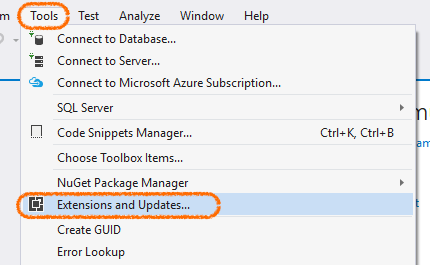 Tools Test Analyze Window Help
Connect to Database...
Connect to Server...
Connect to Microsoft Azure Subscription...
SQL Server
Code Snippets Manager... Ctrl+K, Ctrl+B
Choose Toolbox Items...
NuGet Package Manager
Extensions and Updates...
Create GUID
Error Lookup